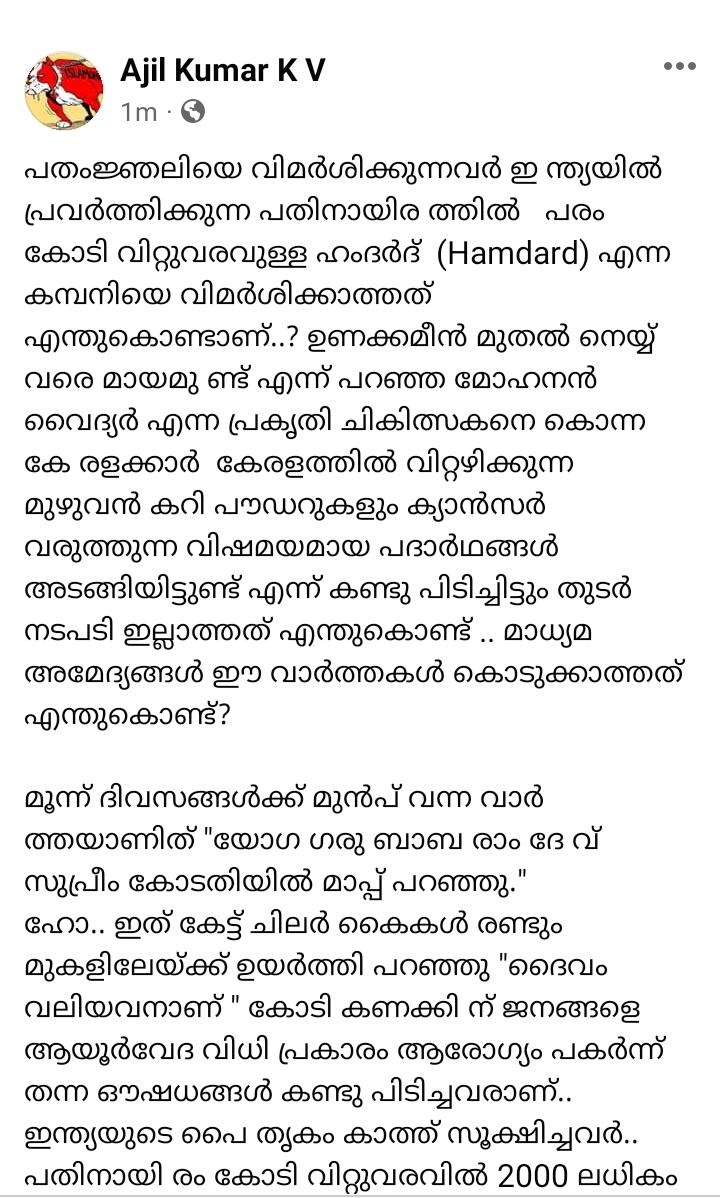 Ajil Kumar K V
1m ·
പതംജ്ഞലിയെ വിമർശിക്കുന്നവർ ഇ ന്ത്യയിൽ
പ്രവർത്തിക്കുന്ന പതിനായിര ത്തിൽ പരം
കോടി വിറ്റുവരവുള്ള ഹംദർദ് (Hamdard) എന്ന
കമ്പനിയെ വിമർശിക്കാത്തത്
എന്തുകൊണ്ടാണ്..? ഉണക്കമീൻ മുതൽ നെയ്യ്
വരെ മായമു ണ്ട് എന്ന് പറഞ്ഞ മോഹനൻ
വൈദ്യർ എന്ന പ്രകൃതി ചികിത്സകനെ കൊന്ന
കേ രളക്കാർ കേരളത്തിൽ വിറ്റഴിക്കുന്ന
മുഴുവൻ കറി പൗഡറുകളും ക്യാൻസർ
വരുത്തുന്ന വിഷമയമായ പദാർഥങ്ങൾ
അടങ്ങിയിട്ടുണ്ട് എന്ന് കണ്ടു പിടിച്ചിട്ടും തുടർ
നടപടി ഇല്ലാത്തത് എന്തുകൊണ്ട് .. മാധ്യമ
അമേദ്യങ്ങൾ ഈ വാർത്തകൾ കൊടുക്കാത്തത്
എന്തുകൊണ്ട്?
മൂന്ന് ദിവസങ്ങൾക്ക് മുൻപ് വന്ന വാർ
ത്തയാണിത് "യോഗ ഗരു ബാബ രാം ദേ വ്
സുപ്രീം കോടതിയിൽ മാപ്പ് പറഞ്ഞു."
ഹോ.. ഇത് കേട്ട് ചിലർ കൈകൾ രണ്ടും
മുകളിലേയ്ക്ക് ഉയർത്തി പറഞ്ഞു "ദൈവം
വലിയവനാണ് " കോടി കണക്കി ന് ജനങ്ങളെ
ആയൂർവേദ വിധി പ്രകാരം ആരോഗ്യം പകർന്ന്
തന്ന ഔഷധങ്ങൾ കണ്ടു പിടിച്ചവരാണ്..
ഇന്ത്യയുടെ പൈ തൃകം കാത്ത് സൂക്ഷിച്ചവർ..
പതിനായി രം കോടി വിറ്റുവരവിൽ 2000 ലധികം